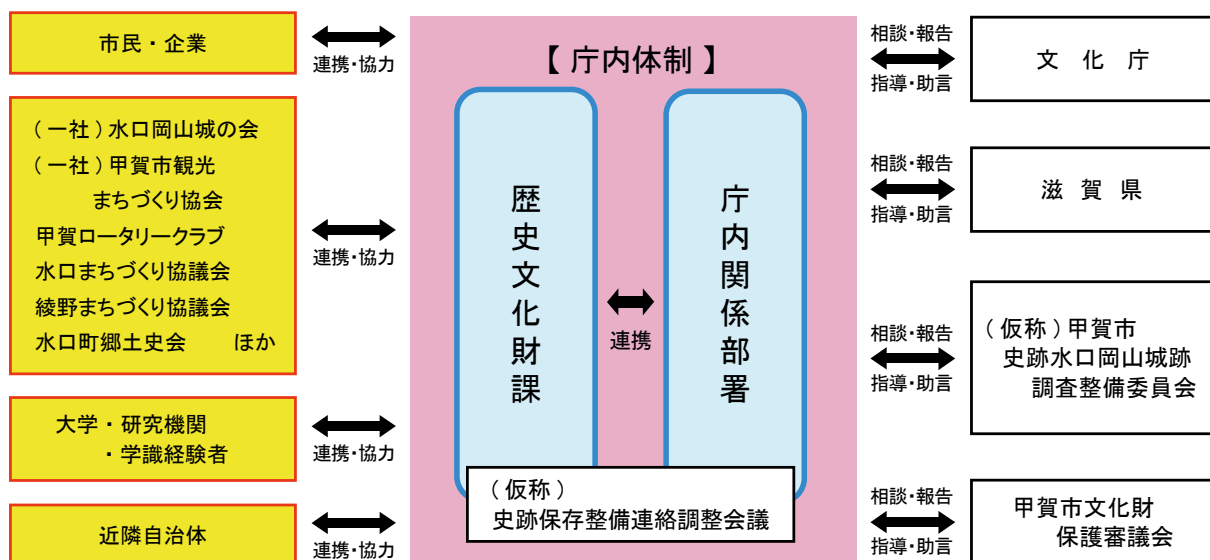 市民・企業
連携・協力
(一社)水口岡山城の会
(一社)甲賀市観光
まちづくり協会
甲賀ロータリークラブ
水口まちづくり協議会
綾野まちづくり協議会
水口町郷土史会　ほか
連携・協力
大学・研究機関
・学識経験者
連携・協力
近隣自治体
連携・協力
【庁内体制】
歴史文化財課
連携
庁内関係部署
(仮称)
史跡保存整備連絡調整会議
相談・報告
指導・助言
文化庁
相談・報告
指導・助言
滋賀県
相談・報告
指導・助言
(仮称)甲賀市
史跡水口岡山城跡
調査整備委員会
相談・報告
指導・助言
甲賀市文化財
保護審議会